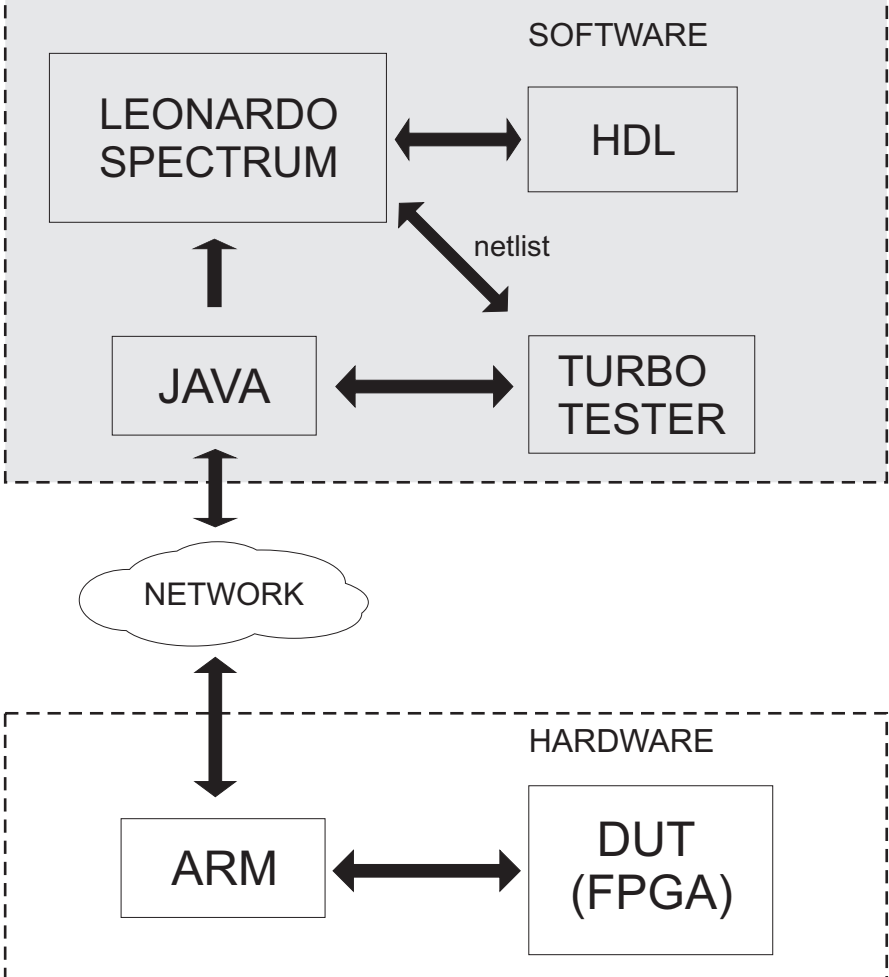 SOFTWARE
LEONARDO
SPECTRUM
HDL
netlist
JAVA
TURBO
TESTER
NETWORK
HARDWARE
ARM
DUT
(FPGA)